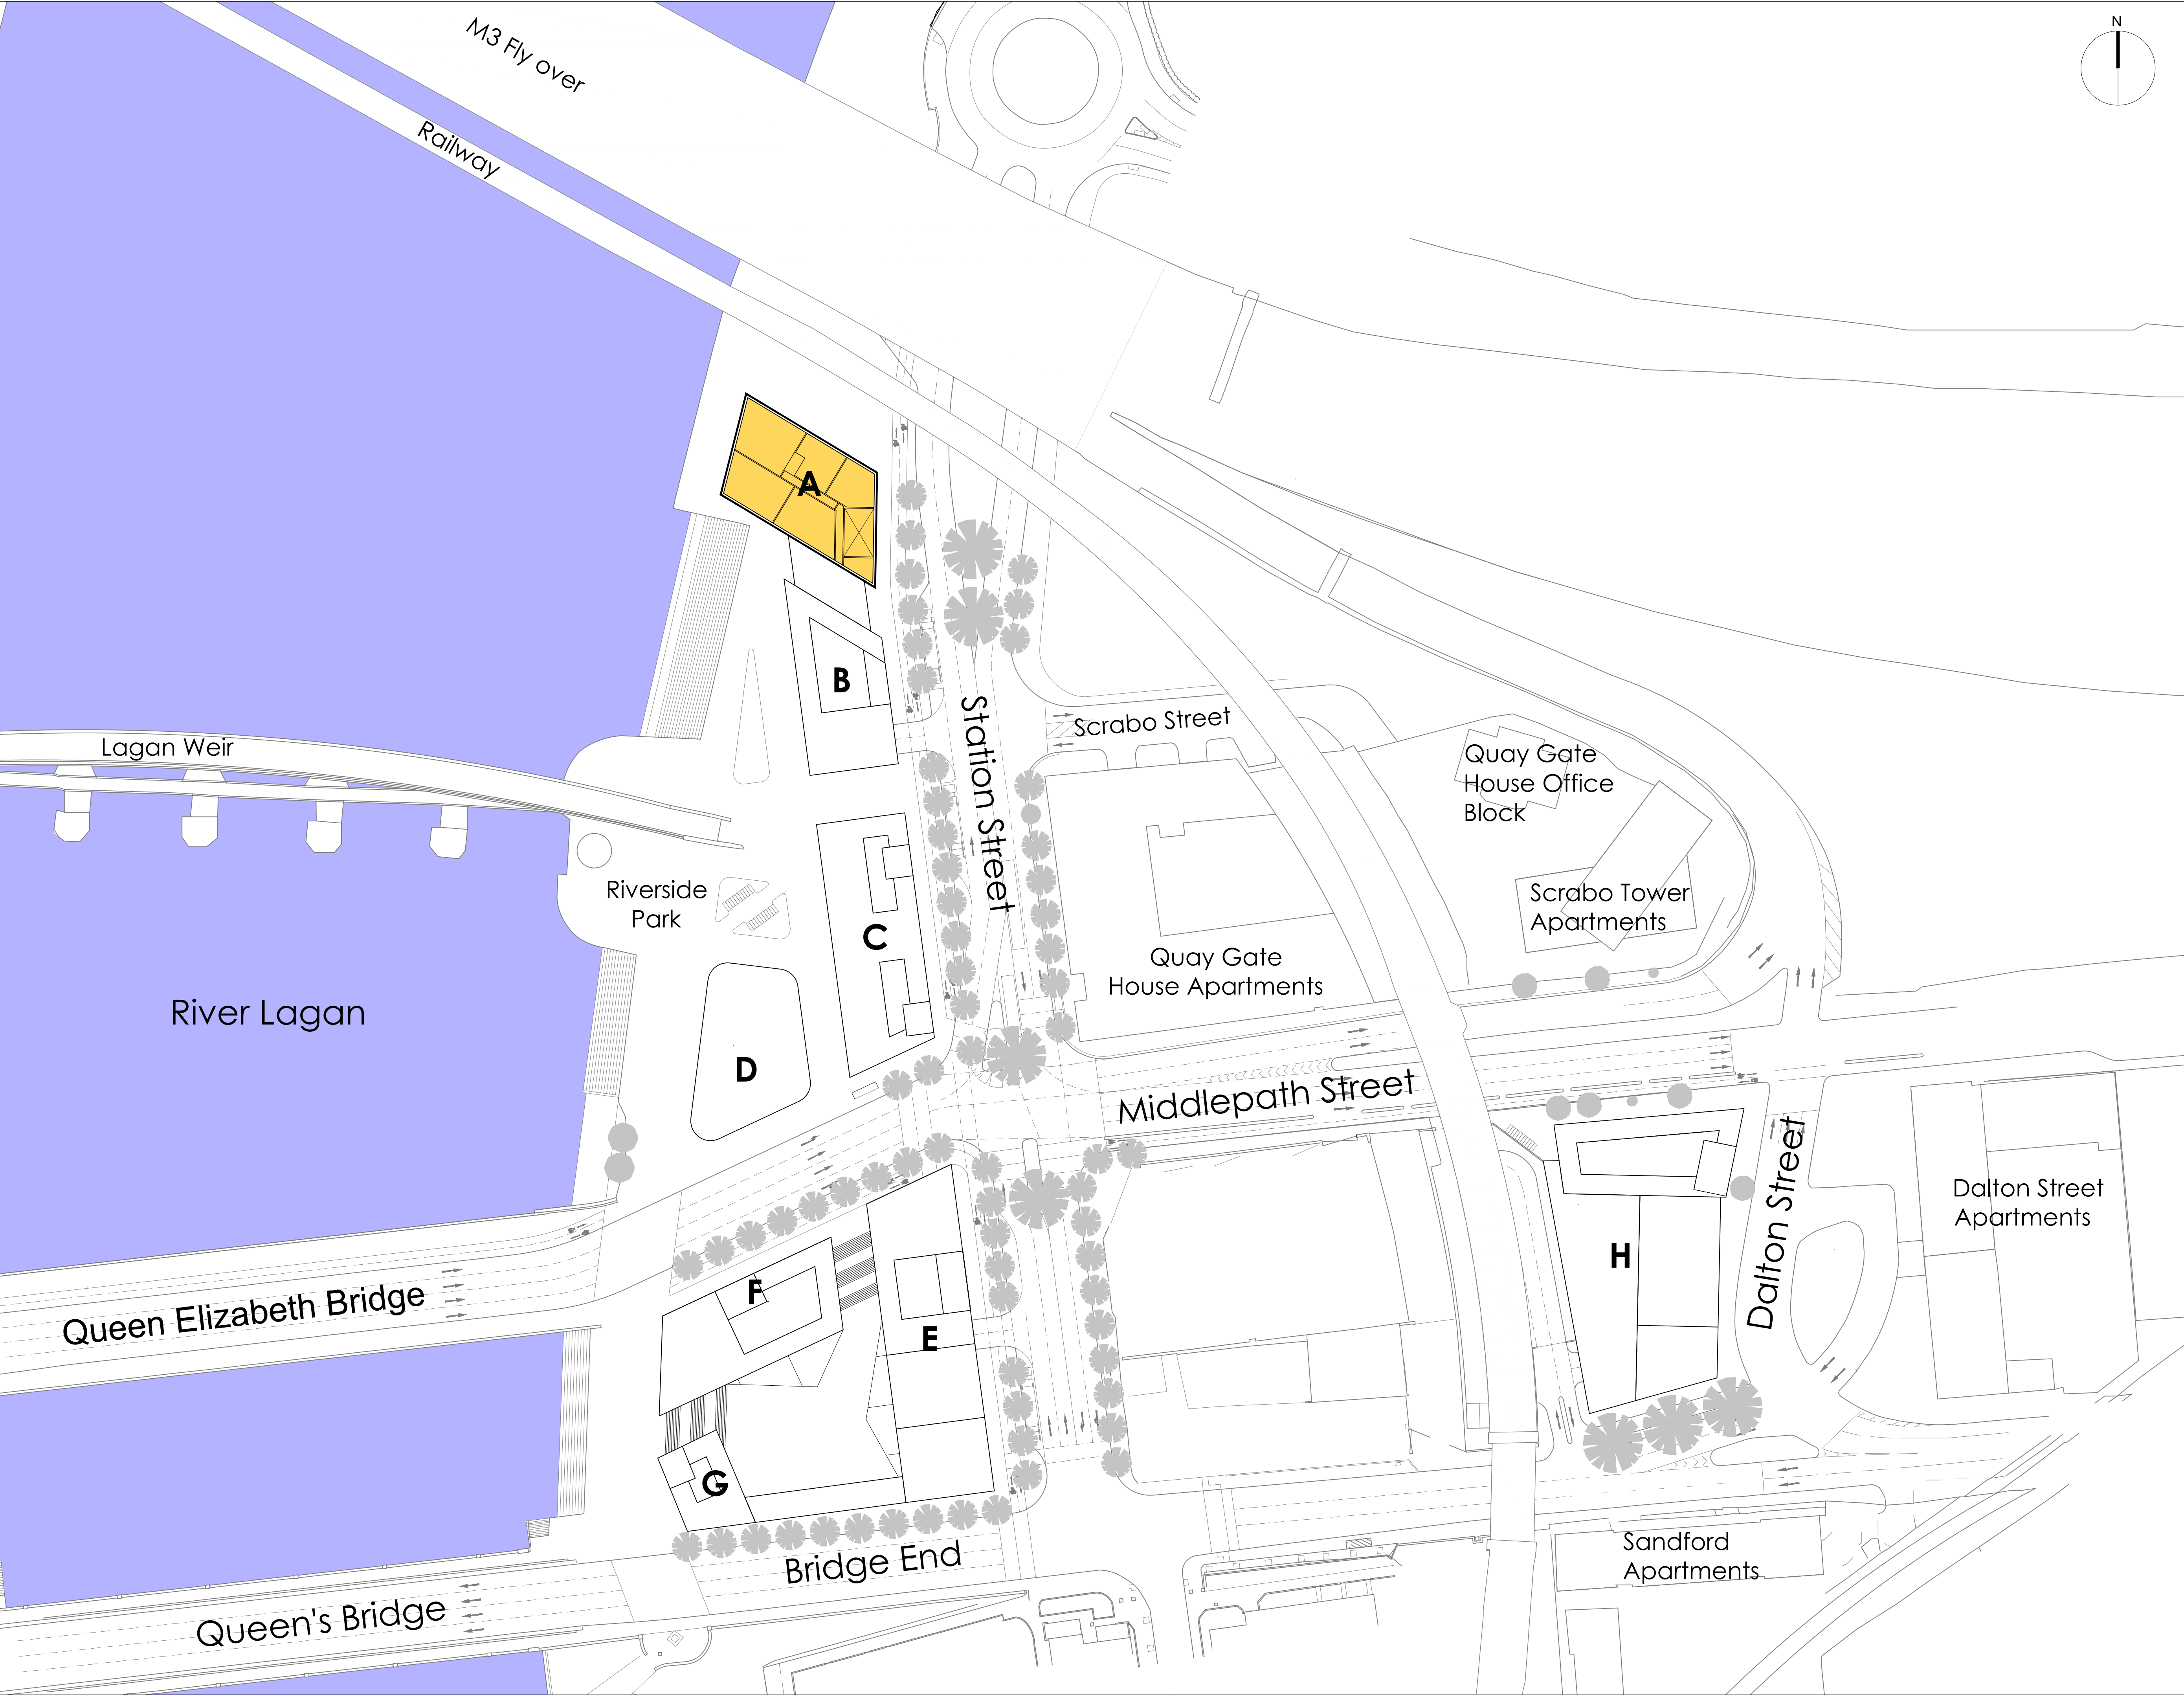 N
M3 Fly over
Railway
A
B
Station Street
Scrabo Street
Lagan Weir
Quay Gate
House Office
Block
Riverside
Park
Scrabo Tower
Apartments
C
Quay Gate
House Apartments
River Lagan
D
Middlepath Street
Dalton Street
Dalton Street
Apartments
H
F
Queen Elizabeth Bridge
E
G
Bridge End
Sandford
Apartments
Queen's Bridge